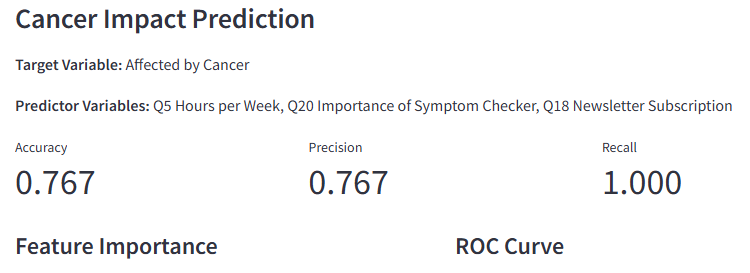 Cancer Impact Prediction
Target Variable: Affected by Cancer
Predictor Variables: Q5 Hours per Week, Q20 Importance of Symptom Checker, Q18 Newsletter Subscription
Accuracy Precision Recall
0.767 0.767 1.000
Feature Importance ROC Curve